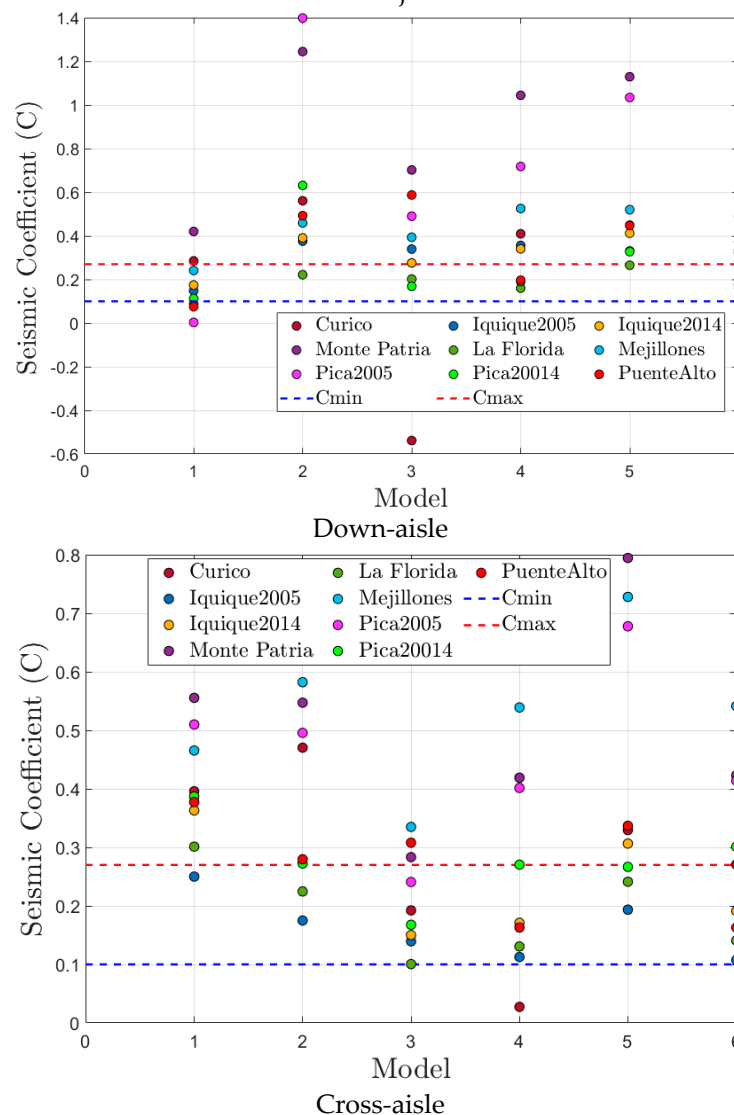 1.4
1.2
1
0.8
0.6
0.4
0.2
0
-0.2
-0.4
-0.6
Seismic Coefficient (C)
Curico Iquique2005 Iquique2014
Monte Patria La Florida Mejillones
Pica2005 Pica20014 PuenteAlto
Cmin Cmax
0 1 2 3 4 5
Model
Down-aisle
0.8
0.7
0.6
0.5
0.4
0.3
0.2
0.1
0
Seismic Coefficient (C)
Curico La Florida PuenteAlto
Iquique2005 Mejillones Cmin
Iquique2014 Pica2005 Cmax
Monte Patria Pica20014
0 1 2 3 4 5 6
Model
Cross-aisle